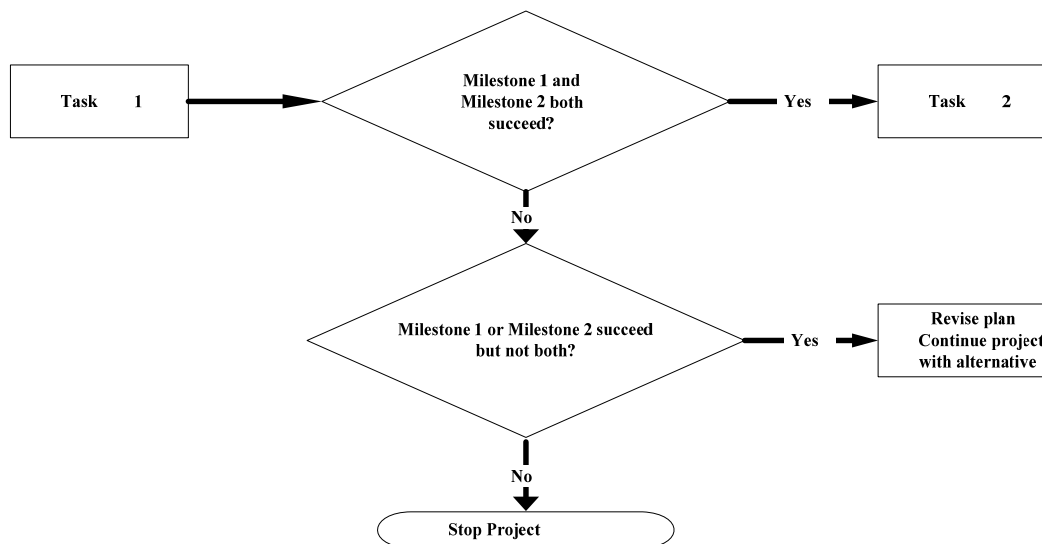 Milestone 1 and
Milestone 2 both
succeed?
Task 1
Yes
Task 2
No
Milestone 1 or Milestone 2 succeed
but not both?
Yes
Revise plan
Continue project
with alternative
No
Stop Project